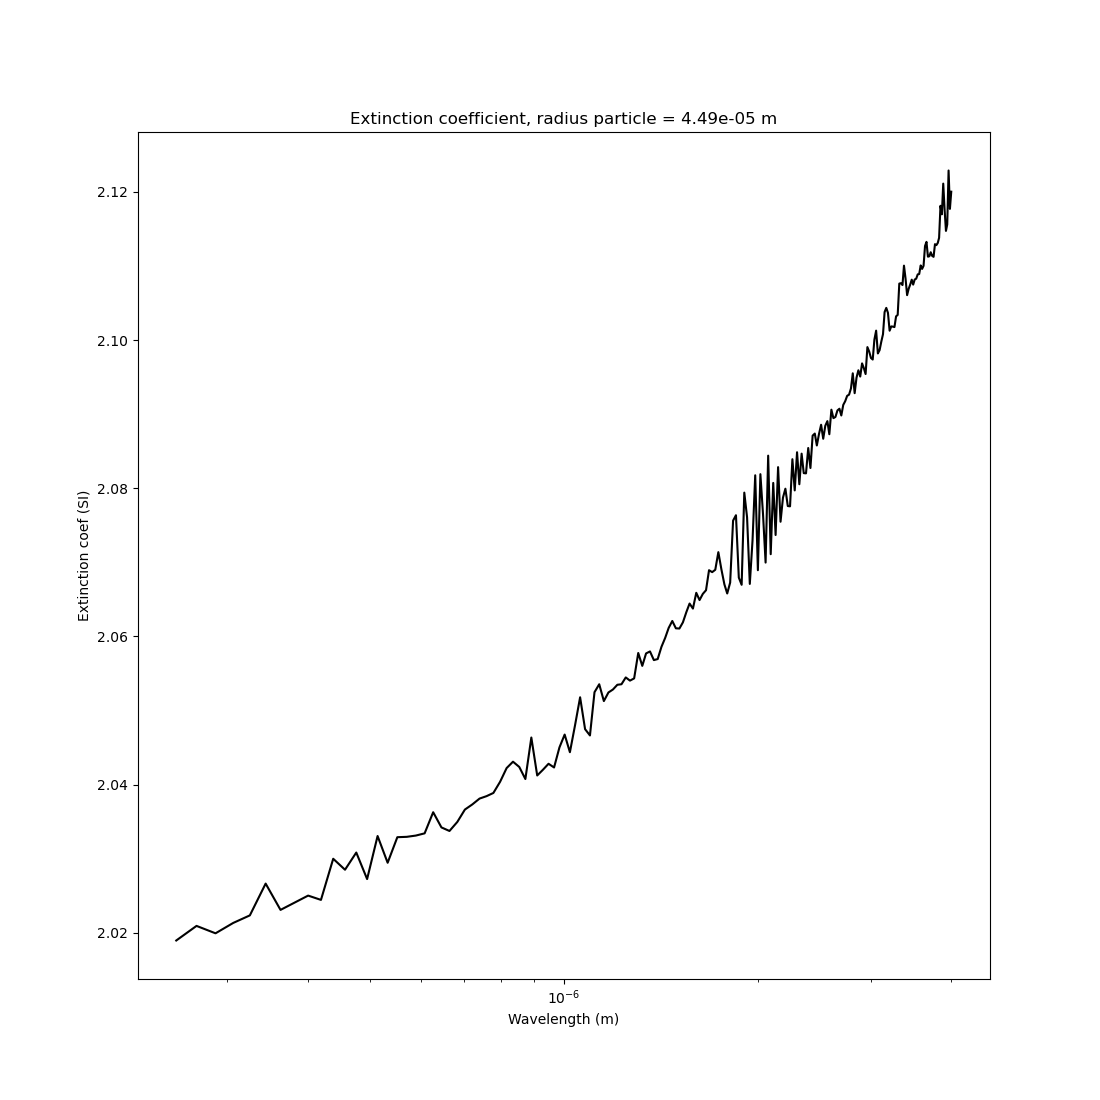 Extinction coefficient, radius particle = 4.49e-05 m
2.12
2.10
2.08
2.06
2.04
2.02
Extinction coef (SI)
10⁻⁶
Wavelength (m)